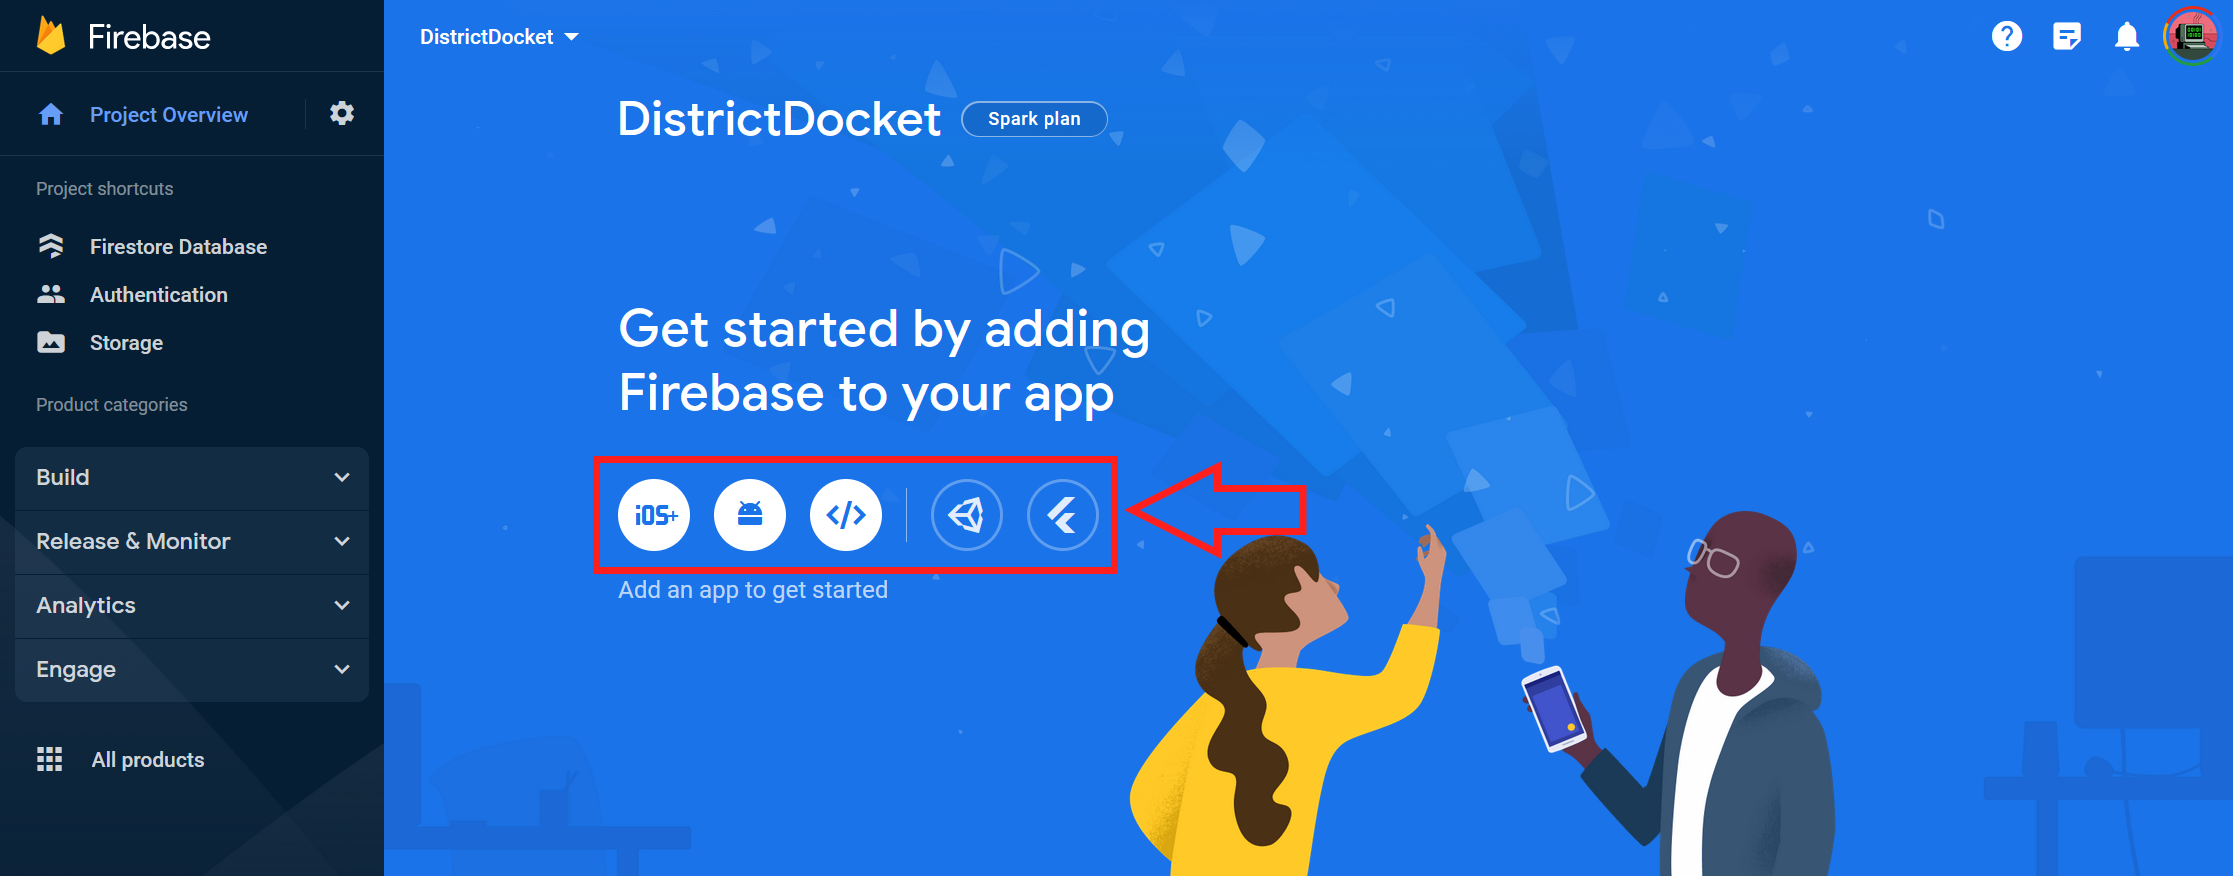 Firebase
Project Overview
Project shortcuts
Firestore Database
Authentication
Storage
Product categories
Build
Release & Monitor
Analytics
Engage
All products
DistrictDocket
DistrictDocket
Spark plan
Get started by adding
Firebase to your app
iOS+
</>
Add an app to get started
?